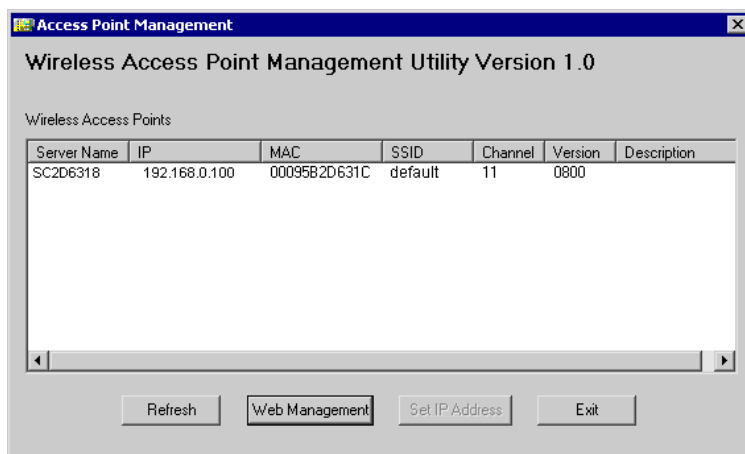 Access Point Management
Wireless Access Point Management Utility Version 1.0
Wireless Access Points
Server Name IP MAC SSID Channel Version Description
SC2D6318 192.168.0.100 00095B2D631C default 11 0800
Refresh Web Management Set IP Address Exit